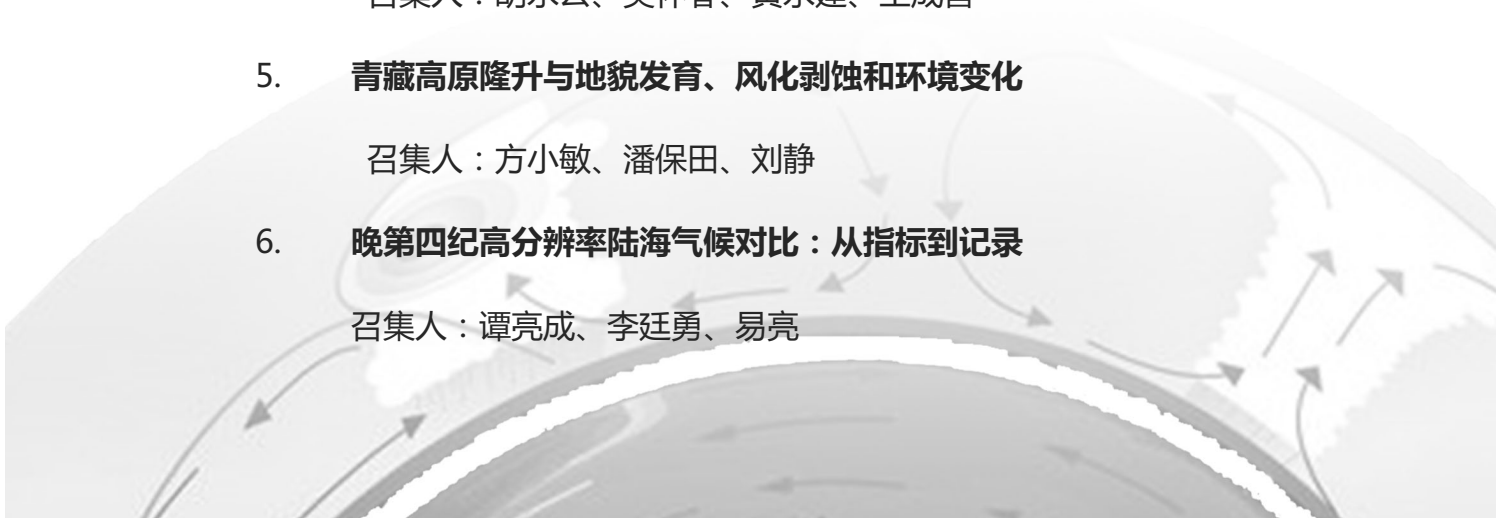 5. 青藏高原隆升与地貌发育、风化剥蚀和环境变化
召集人：方小敏、潘保田、刘静
6. 晚第四纪高分辨率陆海气候对比：从指标到记录
召集人：谭亮成、李廷勇、易亮